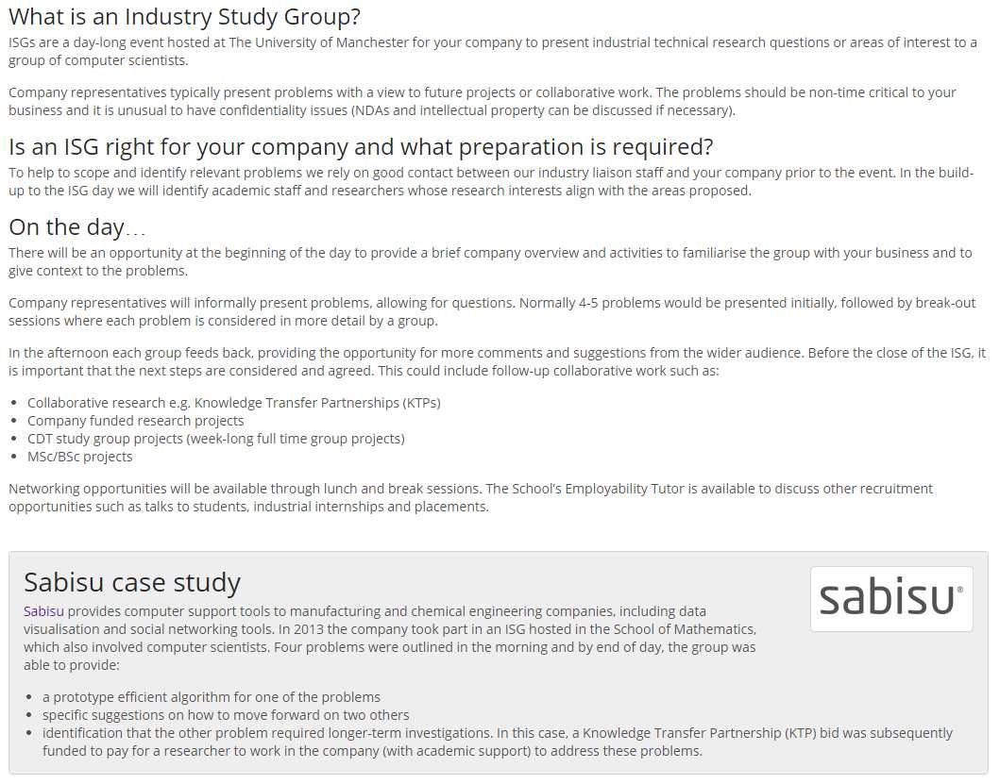 What is an Industry Study Group?
ISGs are a day-long event hosted at The University of Manchester for your company to present industrial technical research questions or areas of interest to a
group of computer scientists.
Company representatives typically present problems with a view to future projects or collaborative work. The problems should be non-time critical to your
business and it is unusual to have confidentiality issues (NDAs and intellectual property can be discussed if necessary).
Is an ISG right for your company and what preparation is required?
To help to scope and identify relevant problems we rely on good contact between our industry liaison staff and your company prior to the event. In the build-
up to the ISG day we will identify academic staff and researchers whose research interests align with the areas proposed.
On the day…
There will be an opportunity at the beginning of the day to provide a brief company overview and activities to familiarise the group with your business and to
give context to the problems.
Company representatives will informally present problems, allowing for questions. Normally 4-5 problems would be presented initially, followed by break-out
sessions where each problem is considered in more detail by a group.
In the afternoon each group feeds back, providing the opportunity for more comments and suggestions from the wider audience. Before the close of the ISG, it
is important that the next steps are considered and agreed. This could include follow-up collaborative work such as:
• Collaborative research e.g. Knowledge Transfer Partnerships (KTPs)
• Company funded research projects
• CDT study group projects (week-long full time group projects)
• MSc/BSc projects
Networking opportunities will be available through lunch and break sessions. The School's Employability Tutor is available to discuss other recruitment
opportunities such as talks to students, industrial internships and placements.
Sabisu case study
sabisu®
Sabisu provides computer support tools to manufacturing and chemical engineering companies, including data
visualisation and social networking tools. In 2013 the company took part in an ISG hosted in the School of Mathematics,
which also involved computer scientists. Four problems were outlined in the morning and by end of day, the group was
able to provide:
• a prototype efficient algorithm for one of the problems
• specific suggestions on how to move forward on two others
• identification that the other problem required longer-term investigations. In this case, a Knowledge Transfer Partnership (KTP) bid was subsequently
funded to pay for a researcher to work in the company (with academic support) to address these problems.